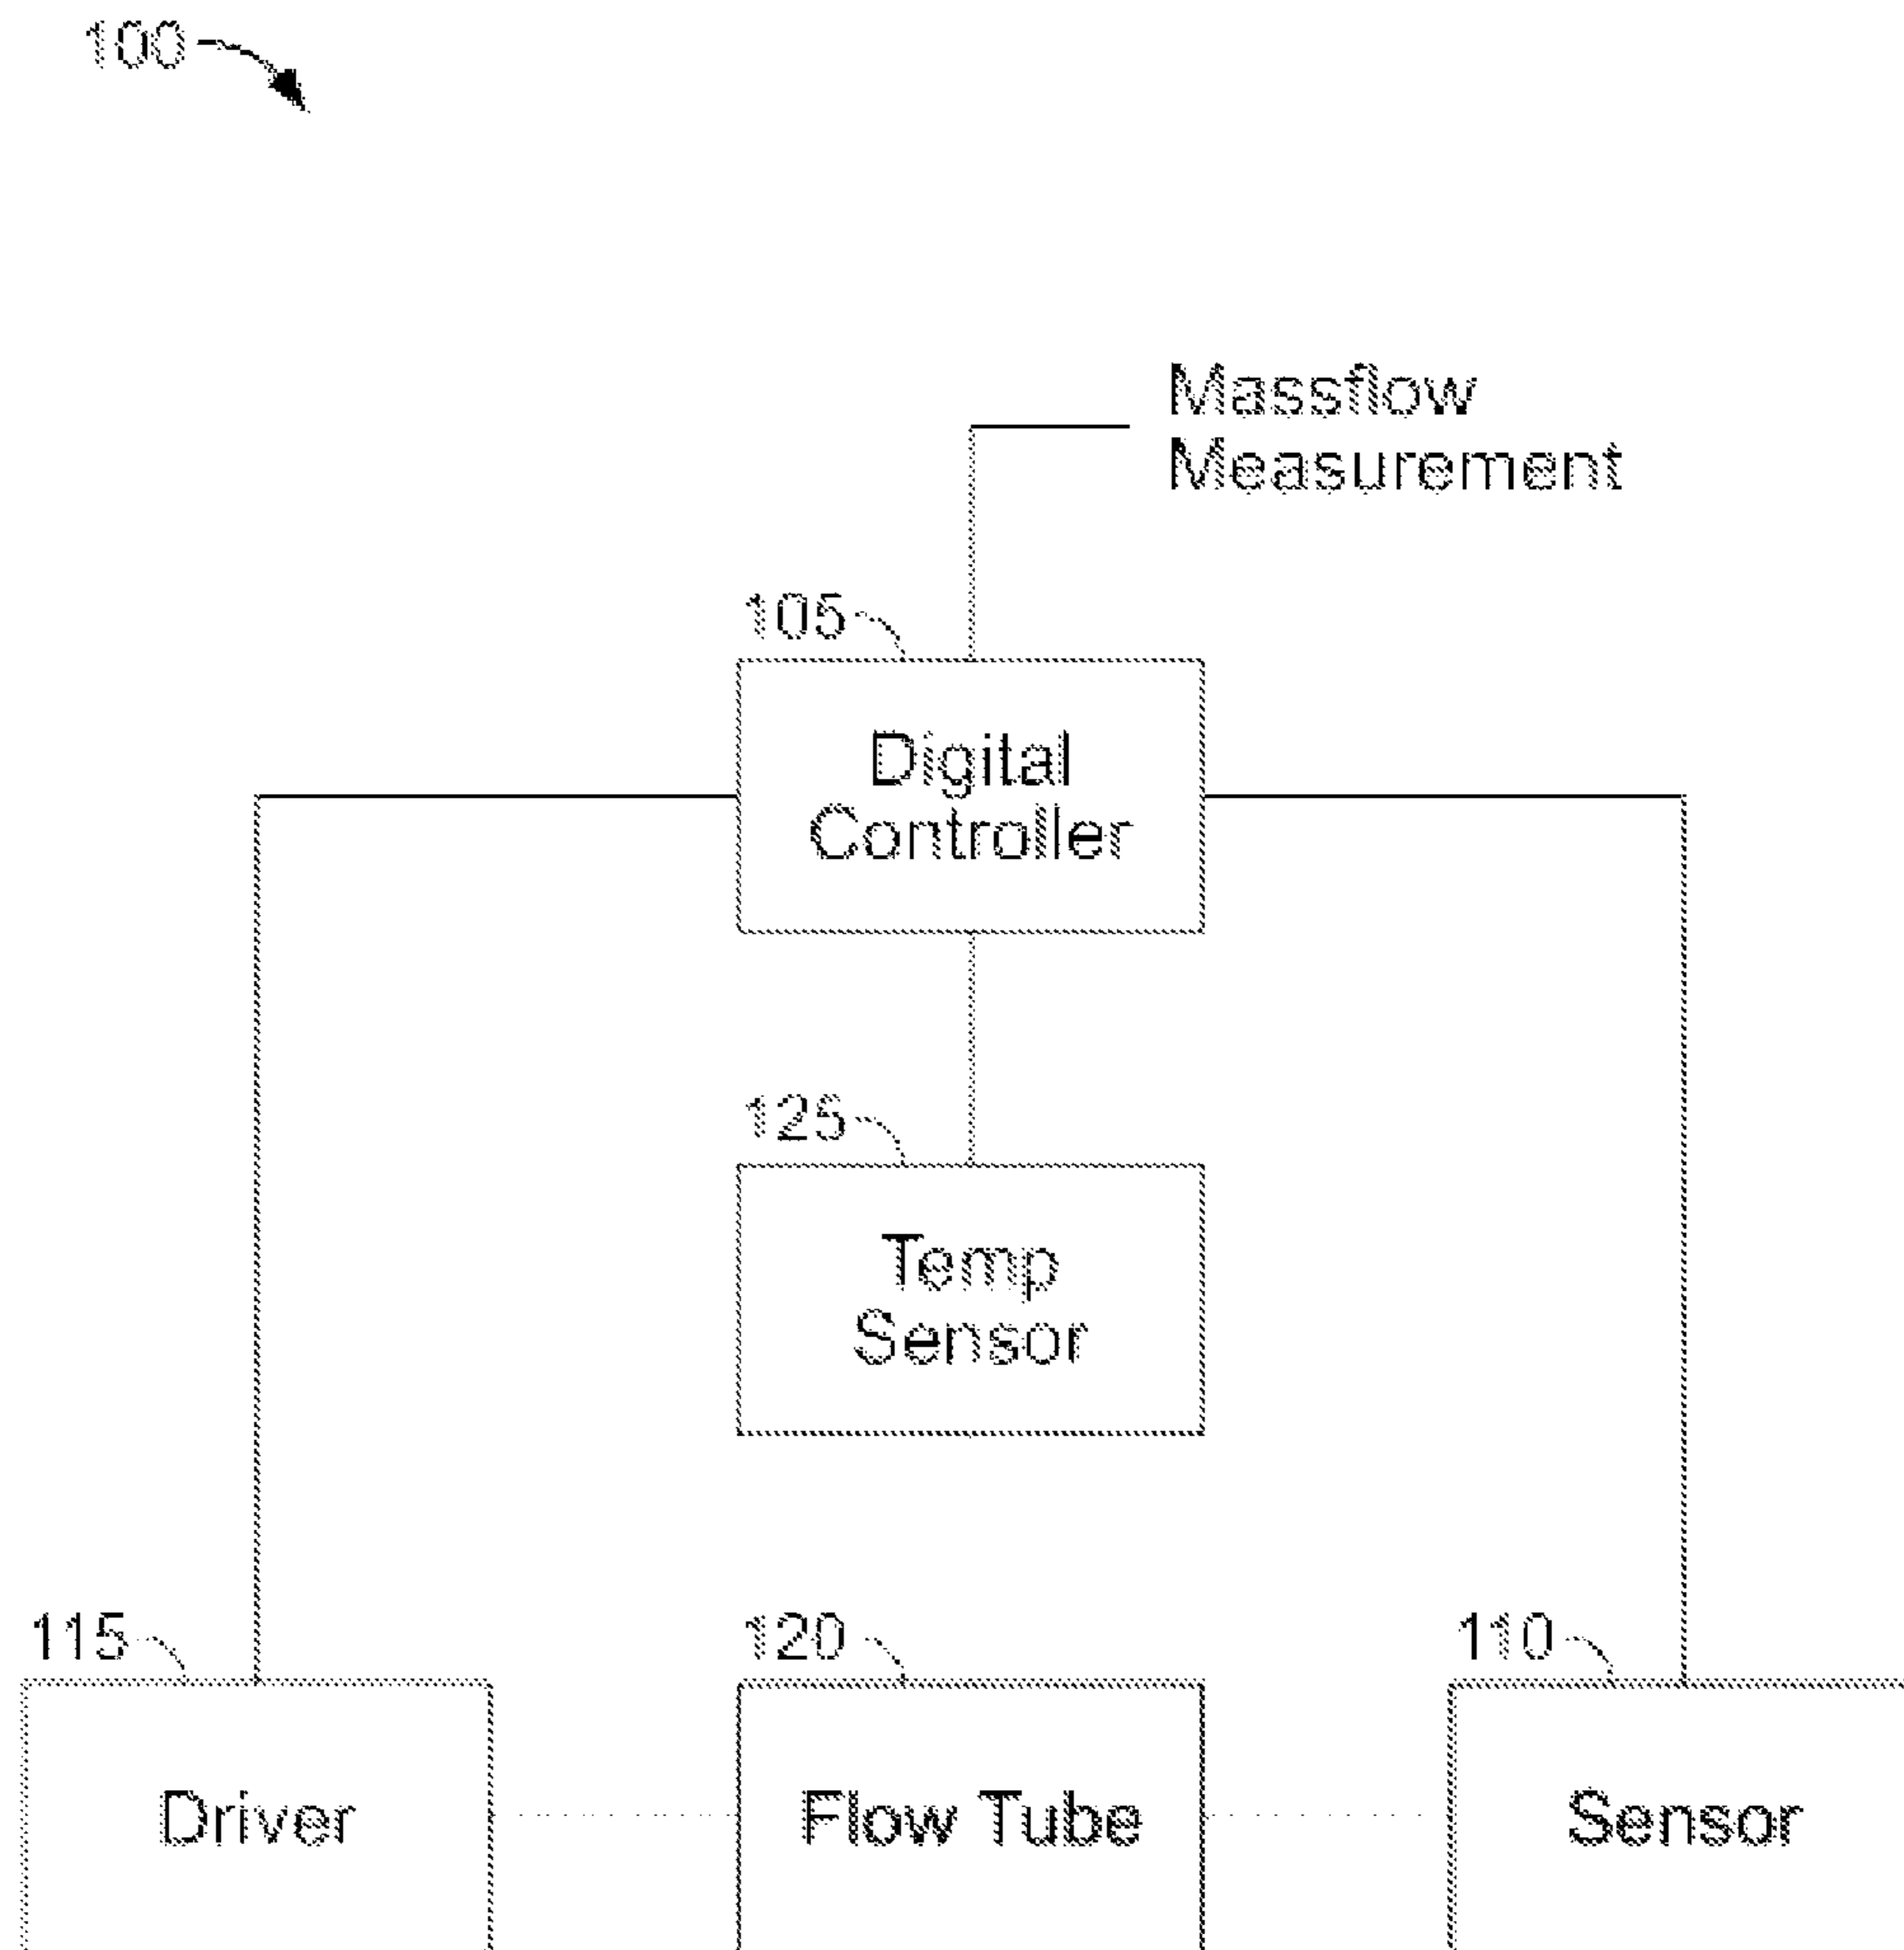 100
Massflow
Measurement
105
Digital
Controller
125
Temp
Sensor
115
120
110
Driver
Flow Tube
Sensor